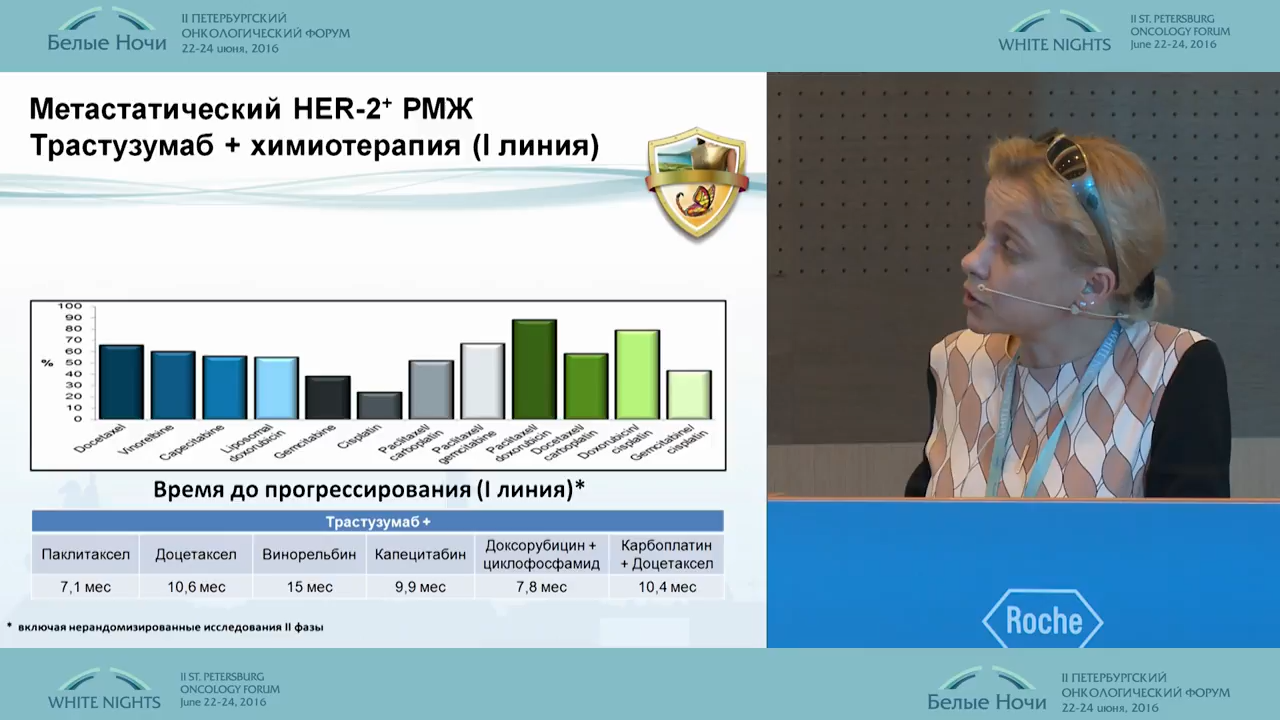 II ПЕТЕРБУРГСКИЙ
ОНКОЛОГИЧЕСКИЙ ФОРУМ
Белые Ночи
22-24 июня, 2016
II ST. PETERSBURG
ONCOLOGY FORUM
WHITE NIGHTS
June 22-24, 2016
Метастатический HER-2+ РМЖ
Трастузумаб + химиотерапия (I линия)
100
90
80
70
60
%
50
40
30
20
10
0
Docetaxel
Vinorelbine
Capecitabine
Liposomal
doxorubicin
Gemcitabine
Cisplatin
Paclitaxel/
carboplatin
Paclitaxel/
gemcitabine
Paclitaxel/
doxorubicin
Docetaxel/
carboplatin
Doxorubicin/
cisplatin
Gemcitabine/
cisplatin
Время до прогрессирования (I линия)*
Трастузумаб +
Паклитаксел
Доцетаксел
Винорельбин
Капецитабин
Доксорубицин +
циклофосфамид
Карбоплатин
+ Доцетаксел
7,1 мес
10,6 мес
15 мес
9,9 мес
7,8 мес
10,4 мес
* включая нерандомизированные исследования II фазы
WHITE
Roche
II ST. PETERSBURG
ONCOLOGY FORUM
WHITE NIGHTS
June 22-24, 2016
II ПЕТЕРБУРГСКИЙ
ОНКОЛОГИЧЕСКИЙ ФОРУМ
Белые Ночи
22-24 июня, 2016